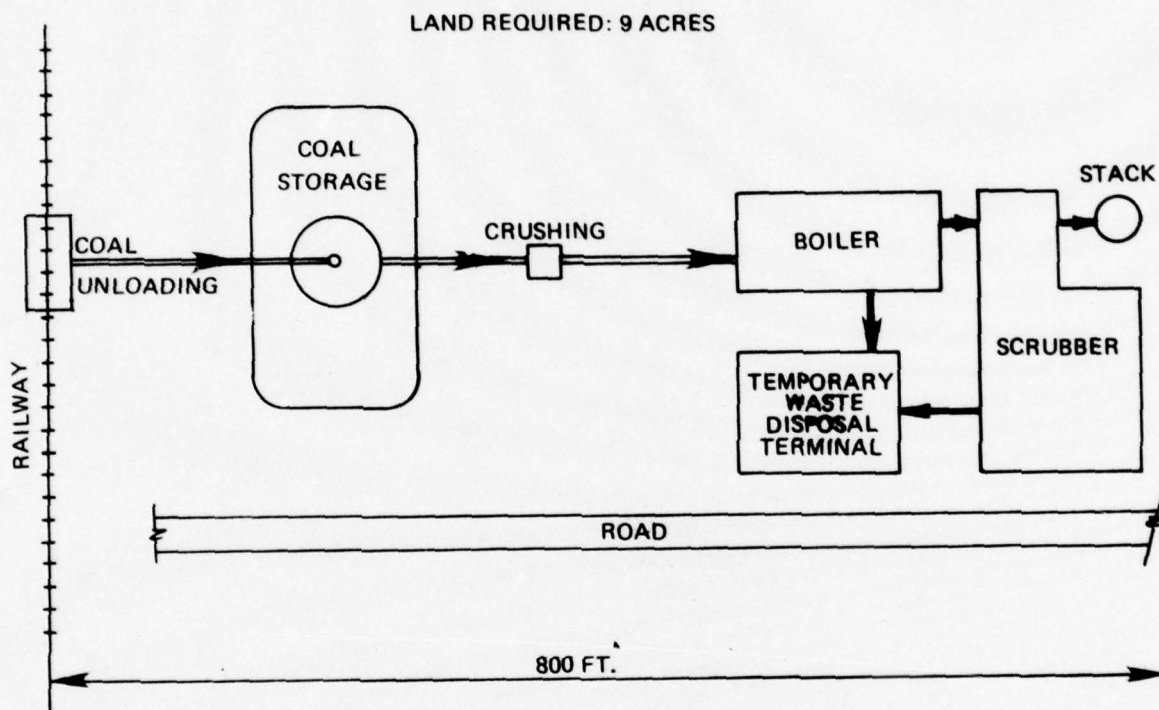 LAND REQUIRED: 9 ACRES
COAL
STORAGE
STACK
CRUSHING
BOILER
COAL
UNLOADING
SCRUBBER
TEMPORARY
WASTE
DISPOSAL
TERMINAL
RAILWAY
ROAD
800 FT.